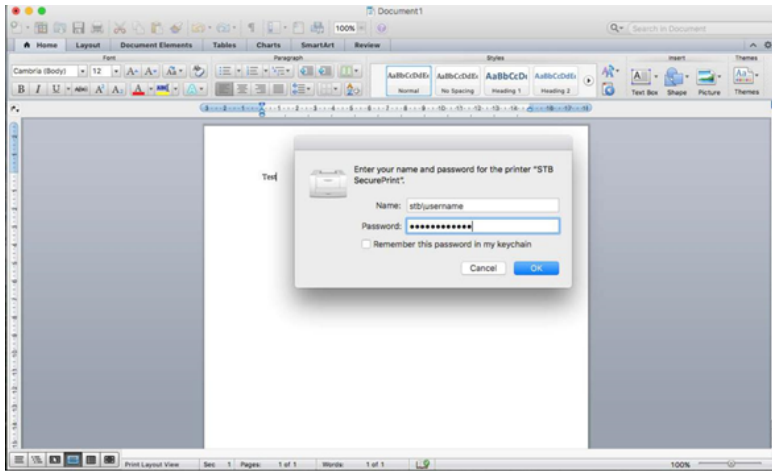 Document1
100%
Search in Document
Home Layout Document Elements Tables Charts SmartArt Review
Font Paragraph Styles Insert Themes
Cambria (Body) 12
AaBbCcDdEe AaBbCcDdEe AaBbCcDc AaBbCcDdEe
Normal No Spacing Heading 1 Heading 2
Text Box Shape Picture Themes
B I U ABC A A
Test
Enter your name and password for the printer "STB
SecurePrint".
Name: stb\username
Password: ●●●●●●●●●●●●
Remember this password in my keychain
Cancel OK
Print Layout View Sec 1 Pages: 1 of 1 Words: 1 of 1 100%